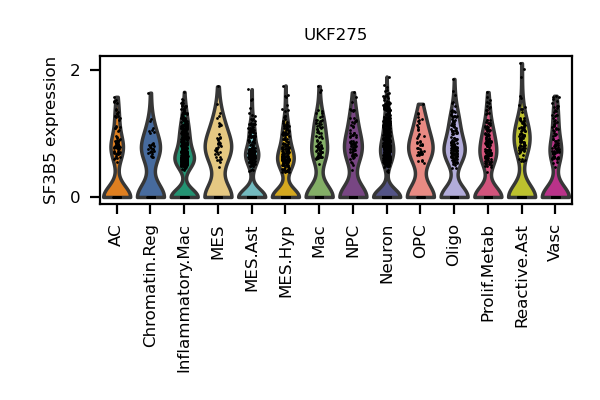 UKF275
SF3B5 expression
2
0
AC
Chromatin.Reg
Inflammatory.Mac
MES
MES.Ast
MES.Hyp
Mac
NPC
Neuron
OPC
Oligo
Prolif.Metab
Reactive.Ast
Vasc